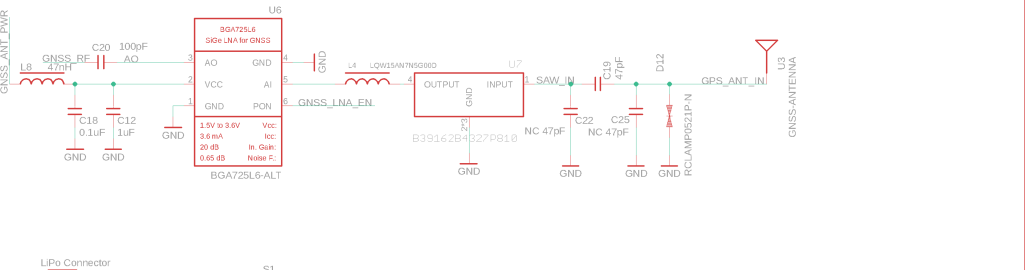 GNSS_ANT_PWR
GNSS_RF
L8
47nH
C20
100pF
AO
C18
0.1uF
GND
C12
1uF
GND
GND
U6
BGA725L6
SiGe LNA for GNSS
3 AO GND 4
2 VCC AI 5
1 GND PON 6
1.5V to 3.6V Vcc:
3.6 mA Icc:
20 dB In. Gain:
0.65 dB Noise F.:
BGA725L6-ALT
GND
GNSS_LNA_EN
L4
LQW15AN7N5G00D
U7
4 OUTPUT INPUT 1
GND
2*3
B39162B4327P810
GND
SAW_IN
C19
47pF
C22
NC 47pF
GND
C25
NC 47pF
GND
D12
RCLAMP0521P-N
GND
GPS_ANT_IN
U3
GNSS-ANTENNA
LiPo Connector
S1